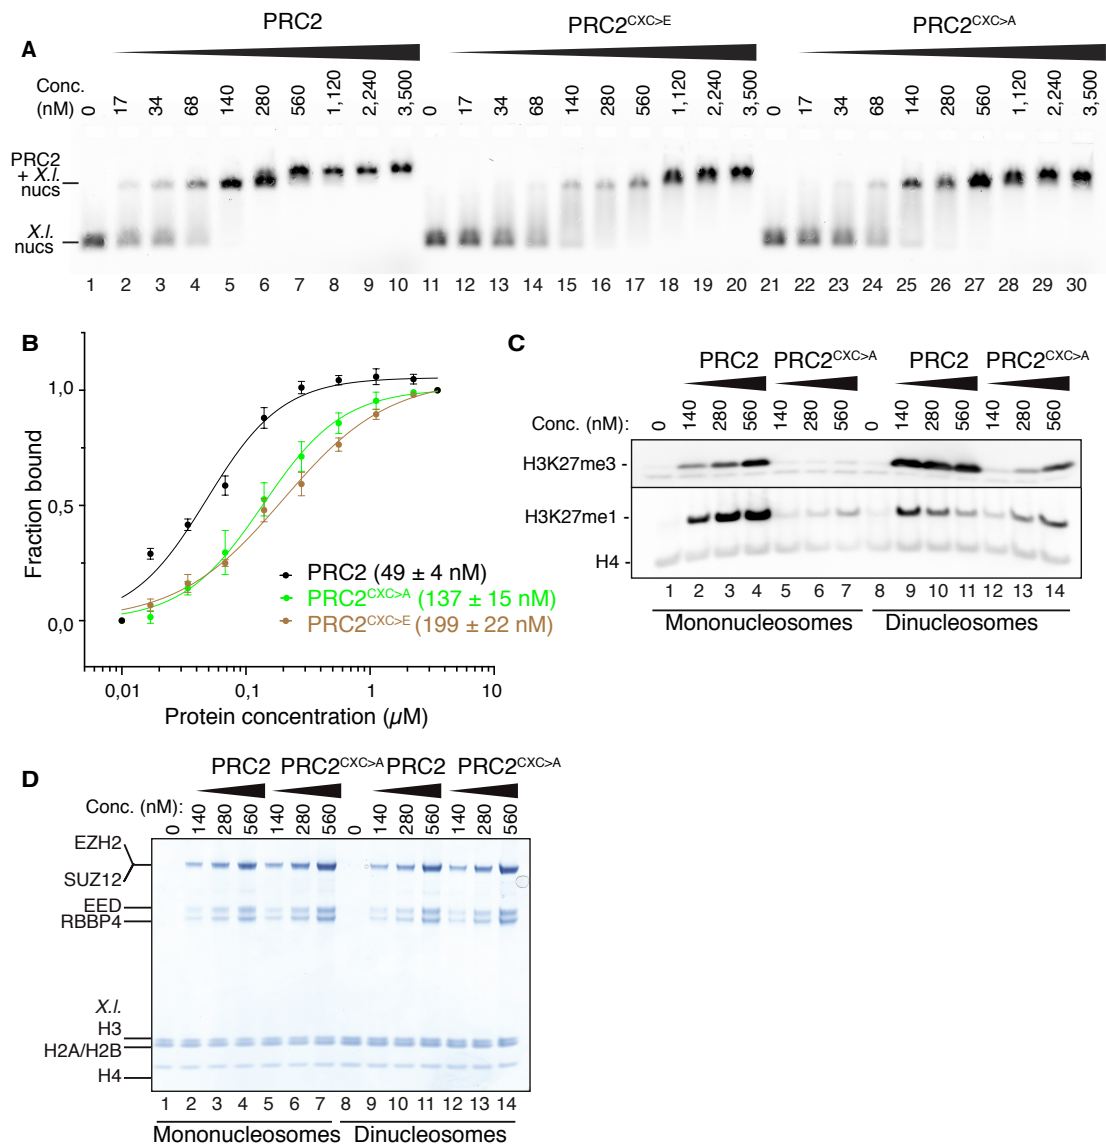 PRC2 PRC2CXC>E PRC2CXC>A
A
Conc. (nM) 0 17 34 68 140 280 560 1,120 2,240 3,500 0 17 34 68 140 280 560 1,120 2,240 3,500 0 17 34 68 140 280 560 1,120 2,240 3,500
PRC2
+ X.l.
nucs
X.l.
nucs
1 2 3 4 5 6 7 8 9 10 11 12 13 14 15 16 17 18 19 20 21 22 23 24 25 26 27 28 29 30
B
Fraction bound
1,0
0,5
0,0
PRC2 (49 ± 4 nM)
PRC2CXC>A (137 ± 15 nM)
PRC2CXC>E (199 ± 22 nM)
0,01 0,1 1 10
Protein concentration (µM)
C
PRC2 PRC2CXC>A PRC2 PRC2CXC>A
Conc. (nM): 0 140 280 560 140 280 560 0 140 280 560 140 280 560
H3K27me3 -
H3K27me1 -
H4 -
1 2 3 4 5 6 7 8 9 10 11 12 13 14
Mononucleosomes Dinucleosomes
D
PRC2 PRC2CXC>A PRC2 PRC2CXC>A
Conc. (nM): 0 140 280 560 140 280 560 0 140 280 560 140 280 560
EZH2
SUZ12
EED
RBBP4
X.l.
H3
H2A/H2B
H4
1 2 3 4 5 6 7 8 9 10 11 12 13 14
Mononucleosomes Dinucleosomes